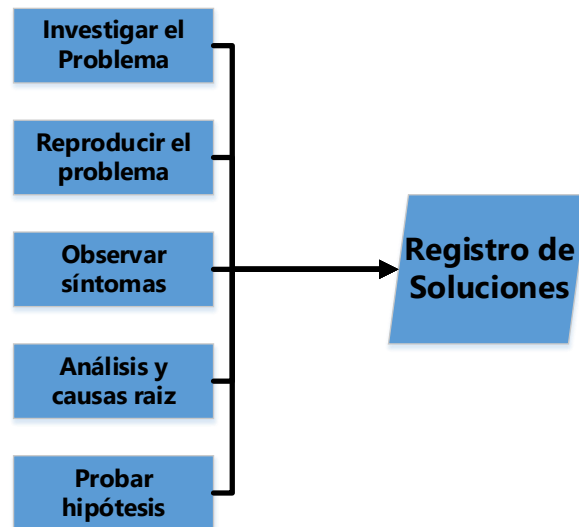 Investigar el
Problema
Reproducir el
problema
Observar
síntomas
Análisis y
causas raiz
Probar
hipótesis
Registro de
Soluciones